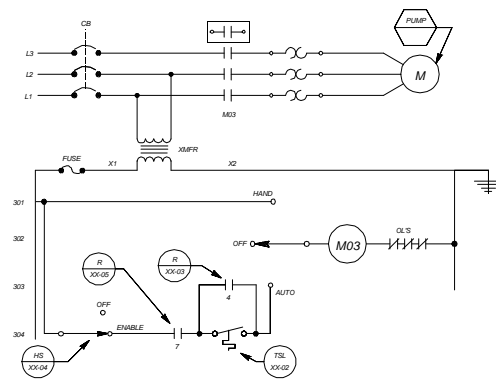 CB
PUMP
L3
L2
M
L1
M03
XMFR
FUSE
X1
X2
301
HAND
302
OFF
M03
OL'S
R
XX-03
R
XX-05
303
4
AUTO
OFF
ENABLE
304
7
HS
XX-04
TSL
XX-02